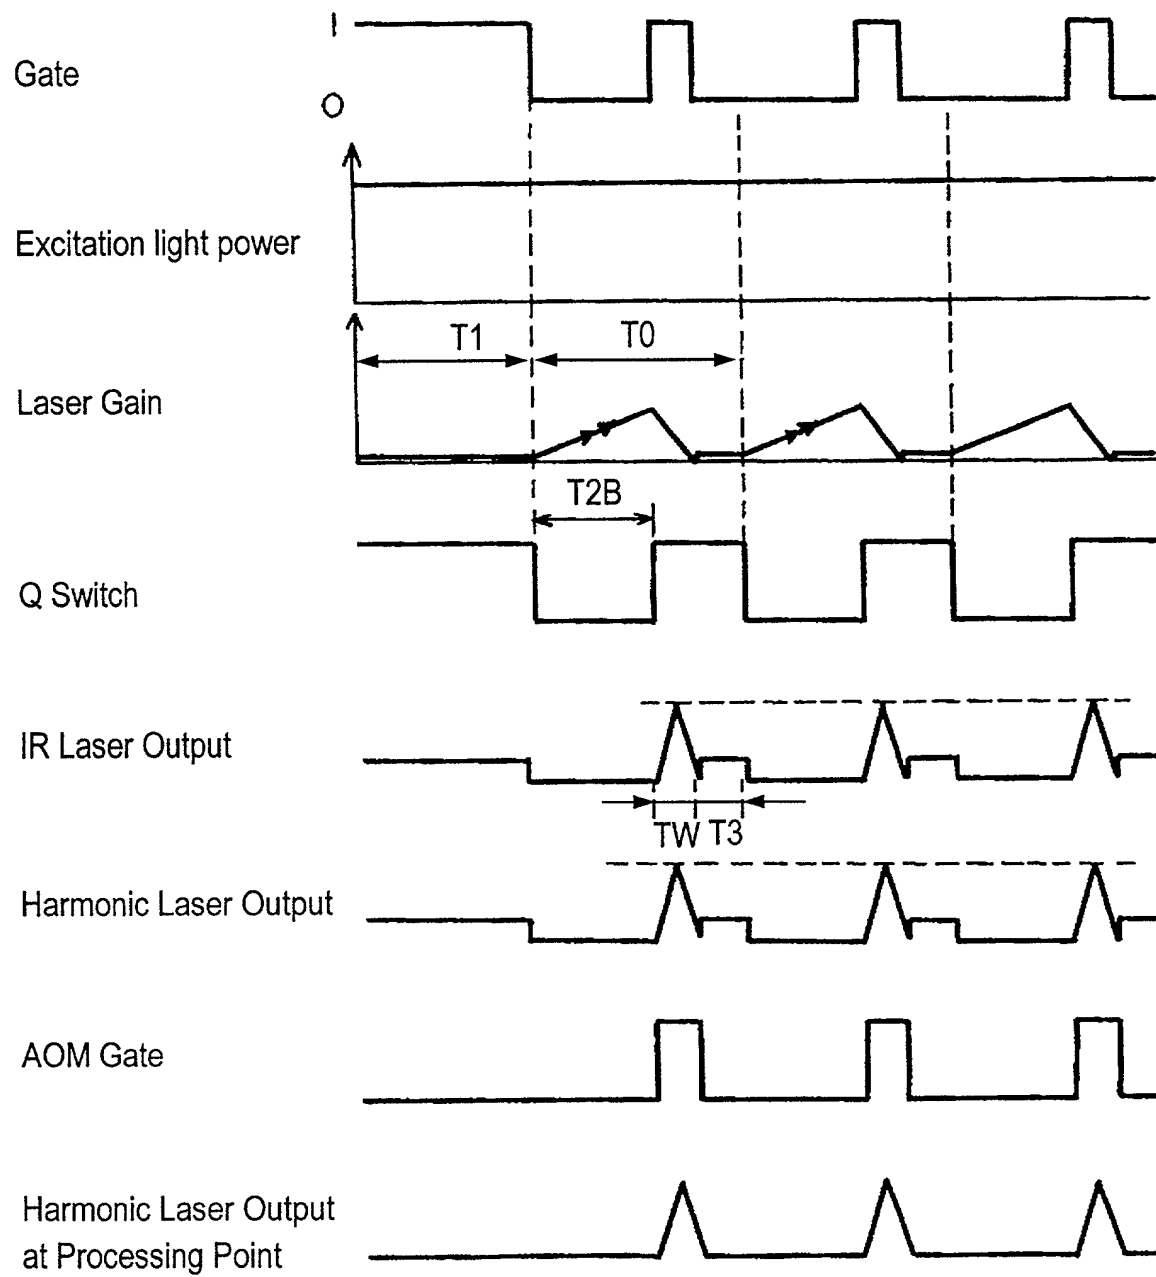 I
Gate
O
Excitation light power
T1
T0
Laser Gain
T2B
Q Switch
IR Laser Output
TW
T3
Harmonic Laser Output
AOM Gate
Harmonic Laser Output
at Processing Point